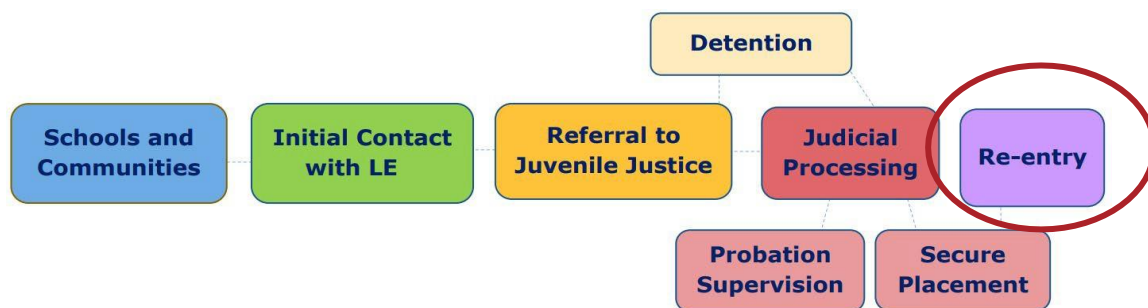 Detention
Schools and
Communities
Initial Contact
with LE
Referral to
Juvenile Justice
Judicial
Processing
Re-entry
Probation
Supervision
Secure
Placement